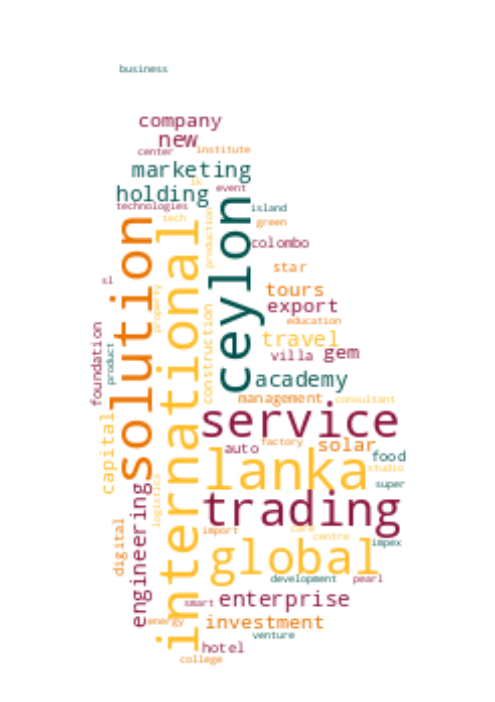 business
company
new
center
institute
marketing
lk
event
holding
technologies
island
tech
green
solution
international
production
ceylon
colombo
star
sl
property
tours
export
construction
education
foundation
product
travel
villa
gem
academy
management
consultant
service
capital
auto
factory
solar
food
lanka
studio
super
logistics
engineering
trading
digital
import
care
centre
impex
global
development
pearl
smart
enterprise
energy
investment
venture
hotel
college